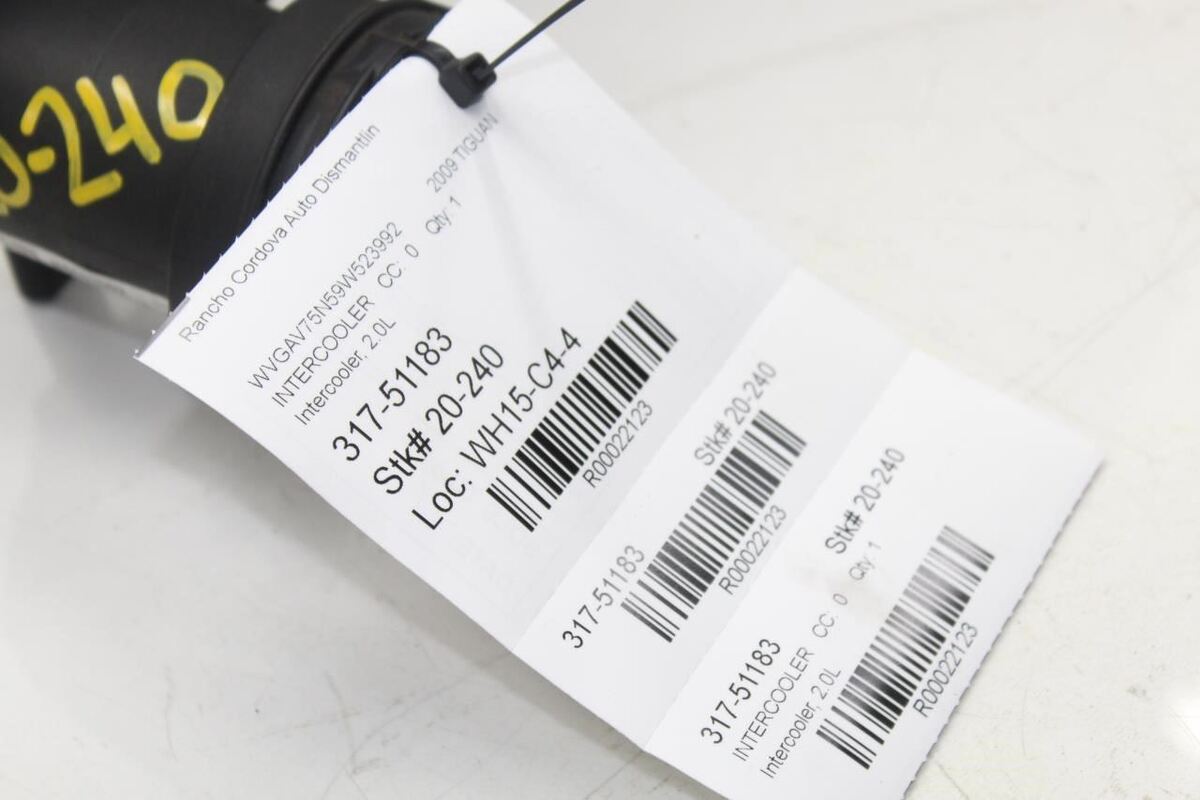 0-240
Rancho Cordova Auto Dismantlin
2009 TIGUAN
WVGAV75N59W523992
INTERCOOLER CC: 0 Qty: 1
Intercooler, 2.0L
317-51183
Stk# 20-240
Loc: WH15-C4-4
R00022123
Stk# 20-240
317-51183
R00022123
Stk# 20-240
317-51183
INTERCOOLER CC: 0 Qty: 1
Intercooler, 2.0L
R00022123